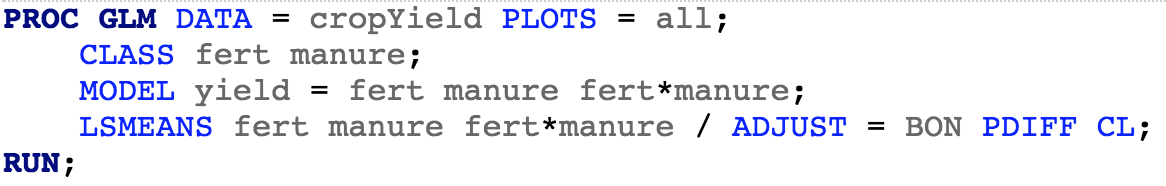 PROC GLM DATA = cropYield PLOTS = all;
CLASS fert manure;
MODEL yield = fert manure fert*manure;
LSMEANS fert manure fert*manure / ADJUST = BON PDIFF CL;
RUN;